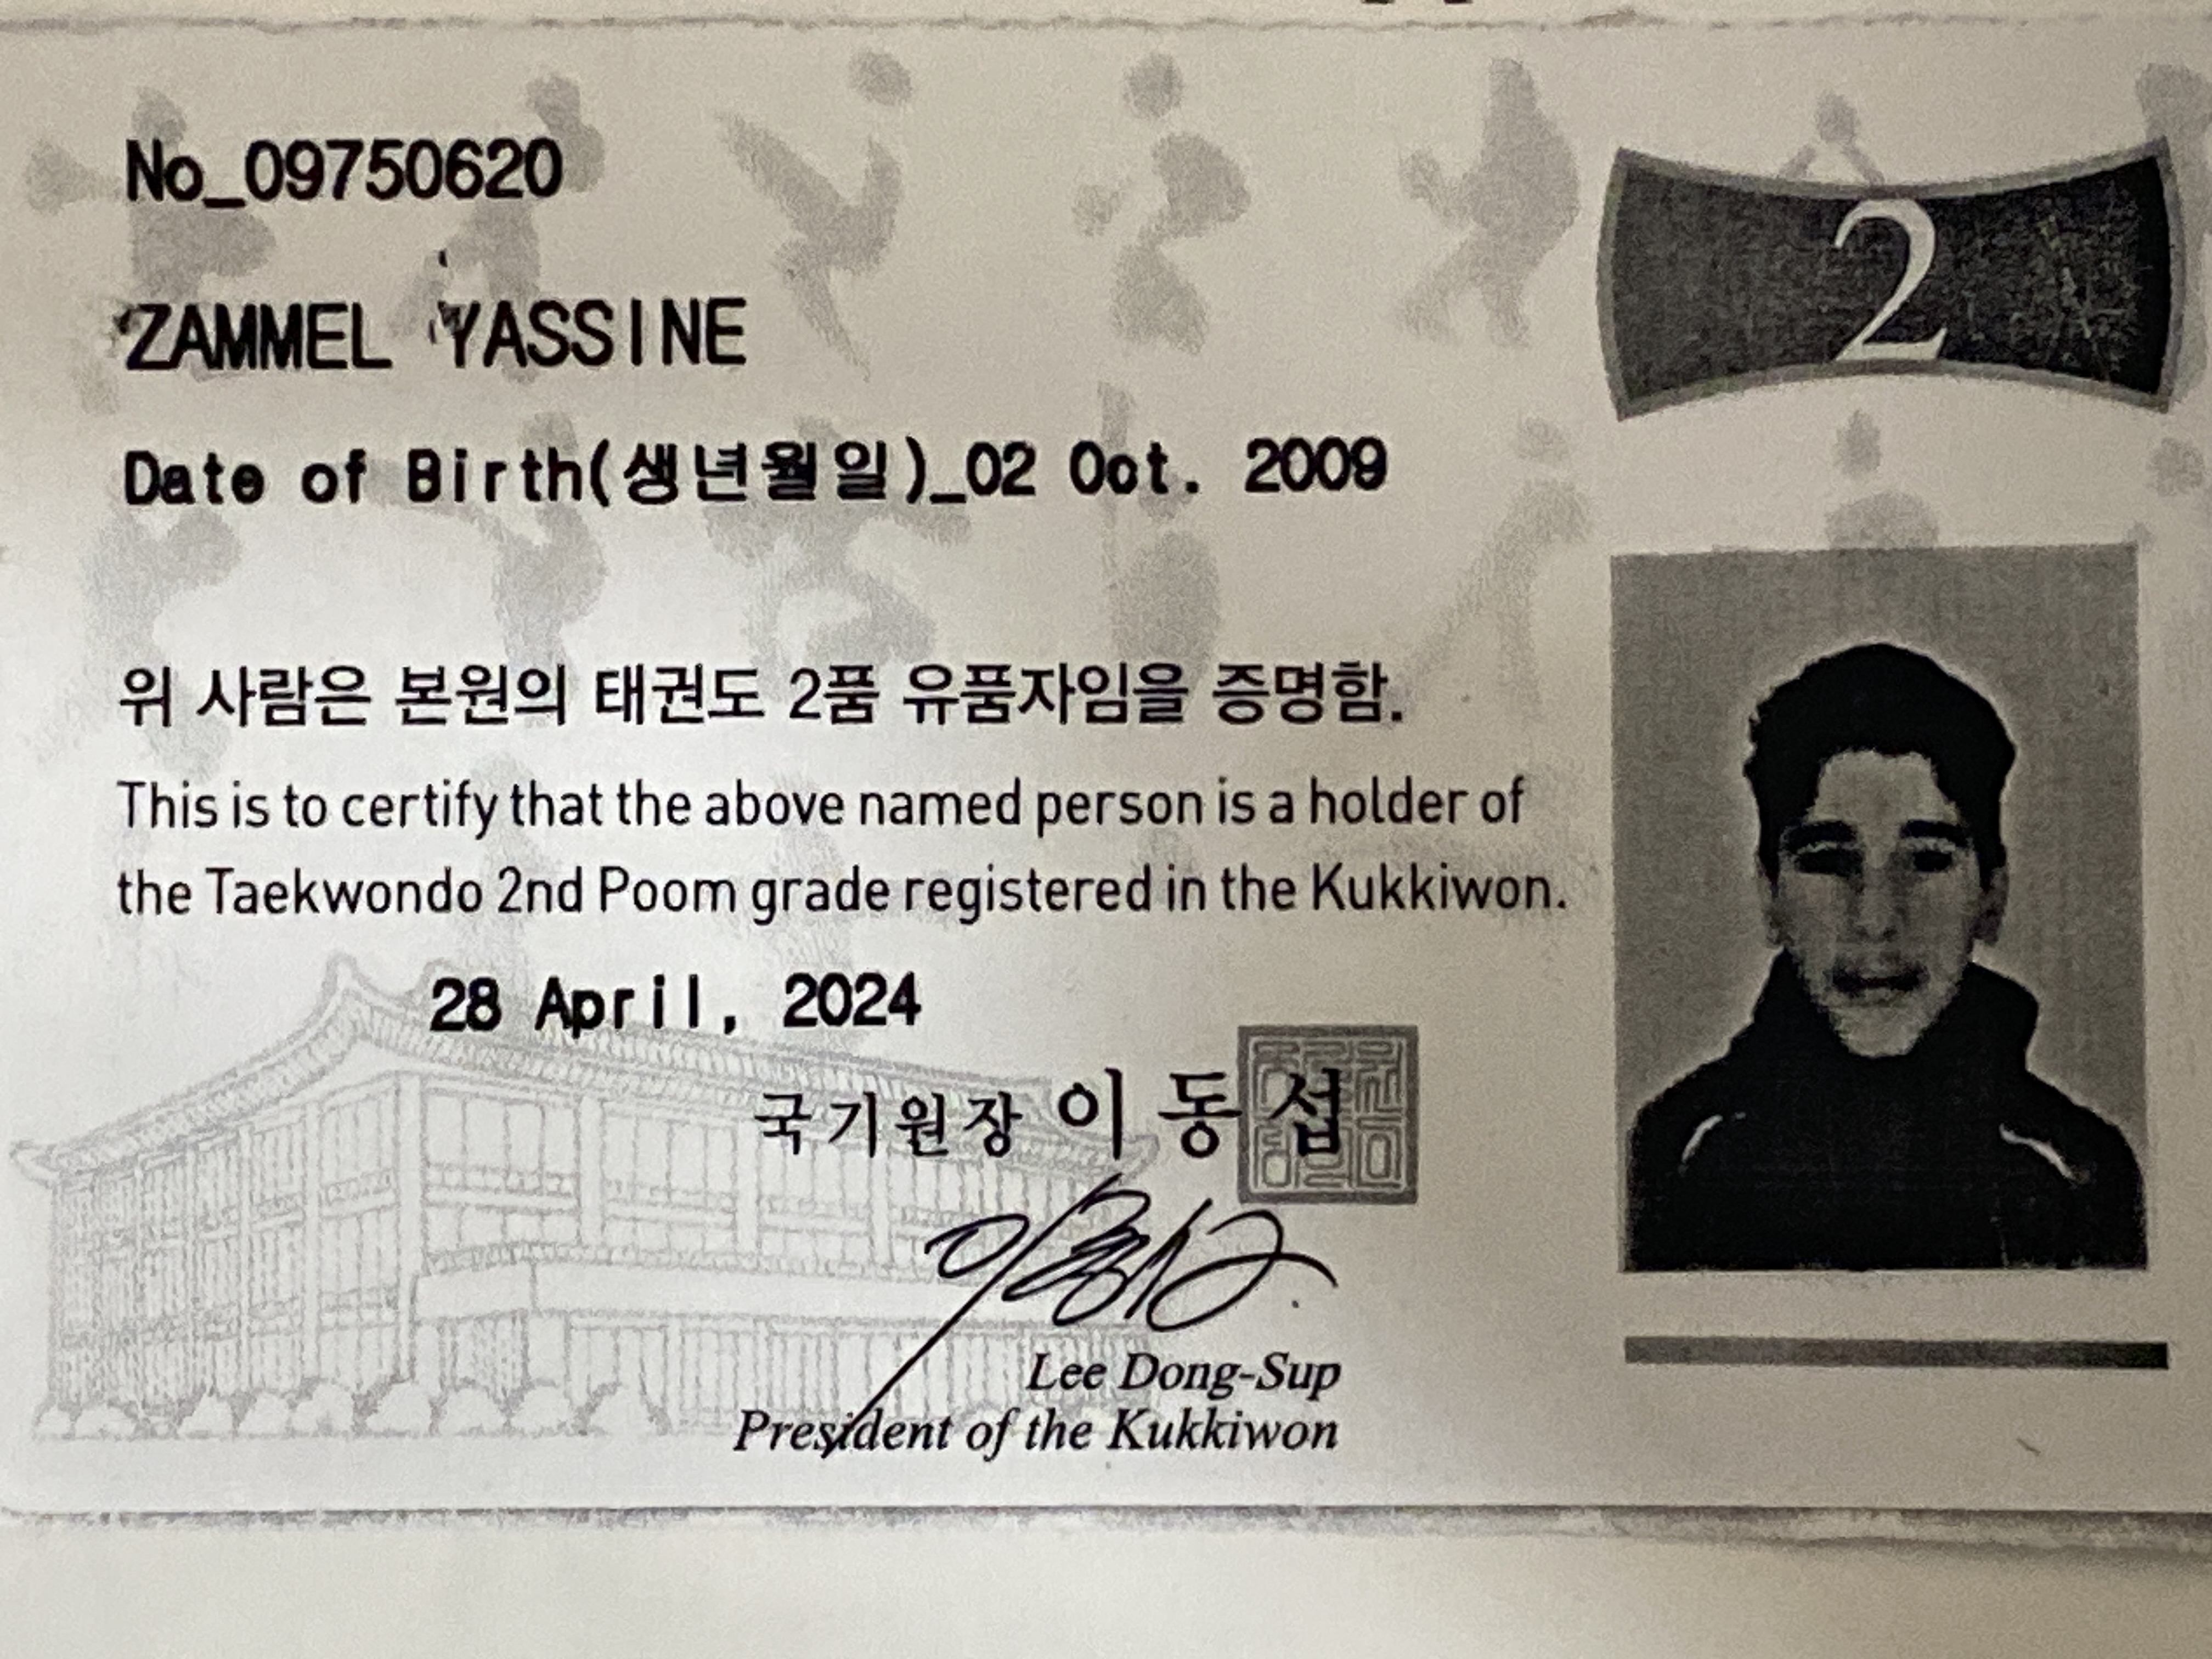 No_09750620
2
ZAMMEL YASSINE
Date of Birth(생년월일)_02 Oct. 2009
위 사람은 본원의 태권도 2품 유품자임을 증명함.
This is to certify that the above named person is a holder of
the Taekwondo 2nd Poom grade registered in the Kukkiwon.
28 April, 2024
국기원장 이동섭
Lee Dong-Sup
President of the Kukkiwon